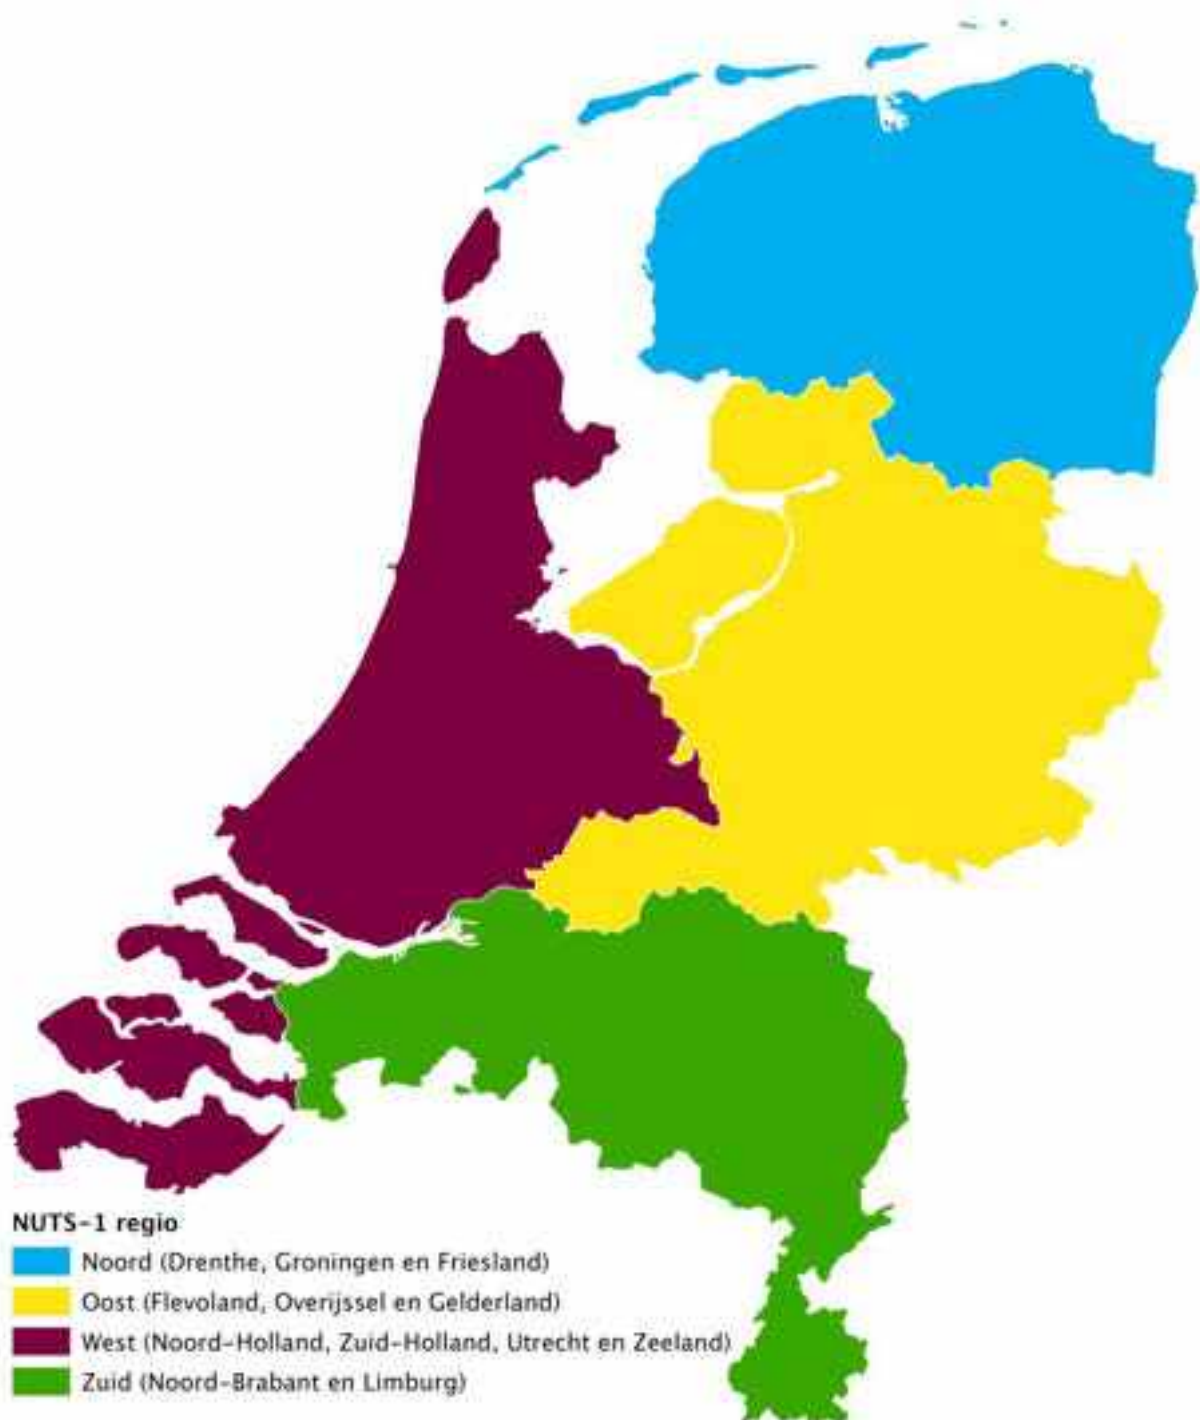 NUTS-1 regio
Noord (Drenthe, Groningen en Friesland)
Oost (Flevoland, Overijssel en Gelderland)
West (Noord-Holland, Zuid-Holland, Utrecht en Zeeland)
Zuid (Noord-Brabant en Limburg)